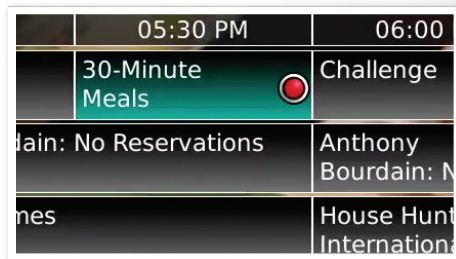 05:30 PM
06:00
30-Minute
Meals
Challenge
dain: No Reservations
Anthony
Bourdain: N
mes
House Hunt
Internationa